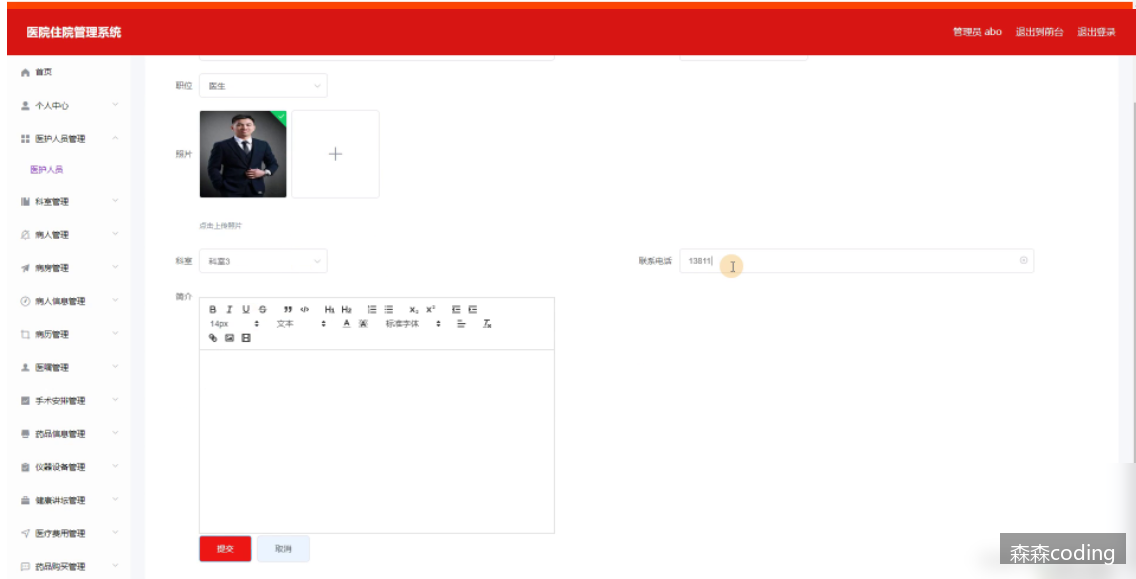 医院住院管理系统
管理员 abo 退出到前台 退出登录
首页
个人中心
医护人员管理
医护人员
科室管理
病人管理
病房管理
病人信息管理
病历管理
医嘱管理
手术安排管理
药品信息管理
仪器设备管理
健康讲坛管理
医疗费用管理
药品购买管理
职位 医生
照片
点击上传照片
科室 科室3
联系电话 13811
简介
B I U S ” </> H1 H2 x₂ x²
14px 文本 A 标准字体
提交 取消
森森coding